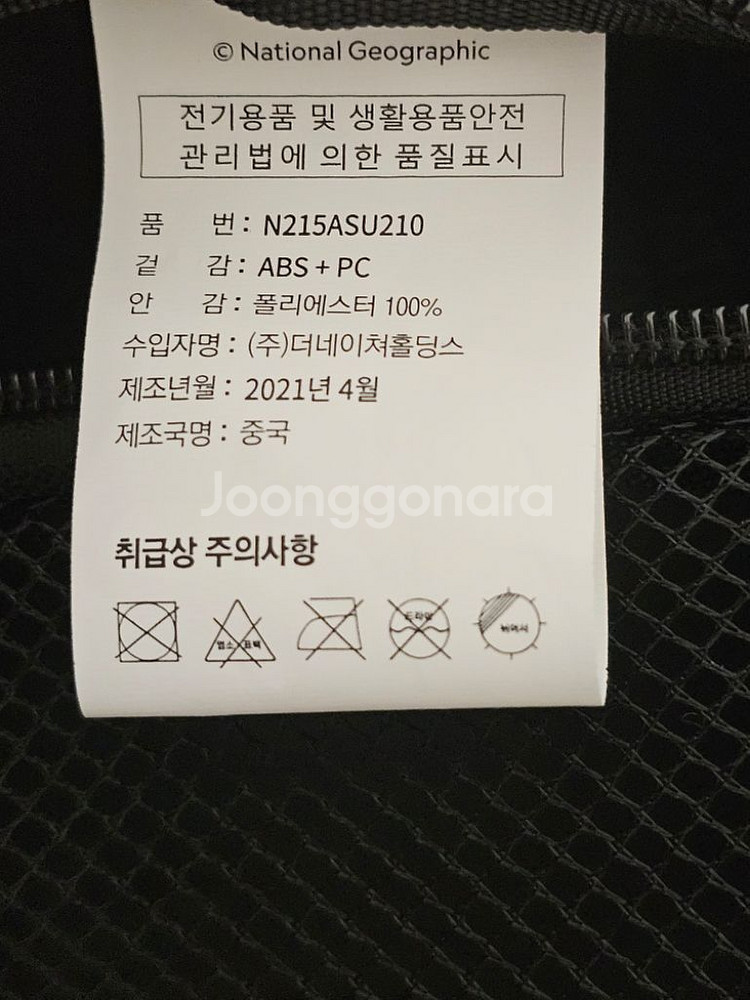 © National Geographic
전기용품 및 생활용품안전
관리법에 의한 품질표시
품 번 : N215ASU210
겉 감 : ABS + PC
안 감 : 폴리에스터 100%
수입자명 : (주)더네이쳐홀딩스
제조년월 : 2021년 4월
제조국명 : 중국
Joonggonara
취급상 주의사항
염소 표백 드라이 뉘여서